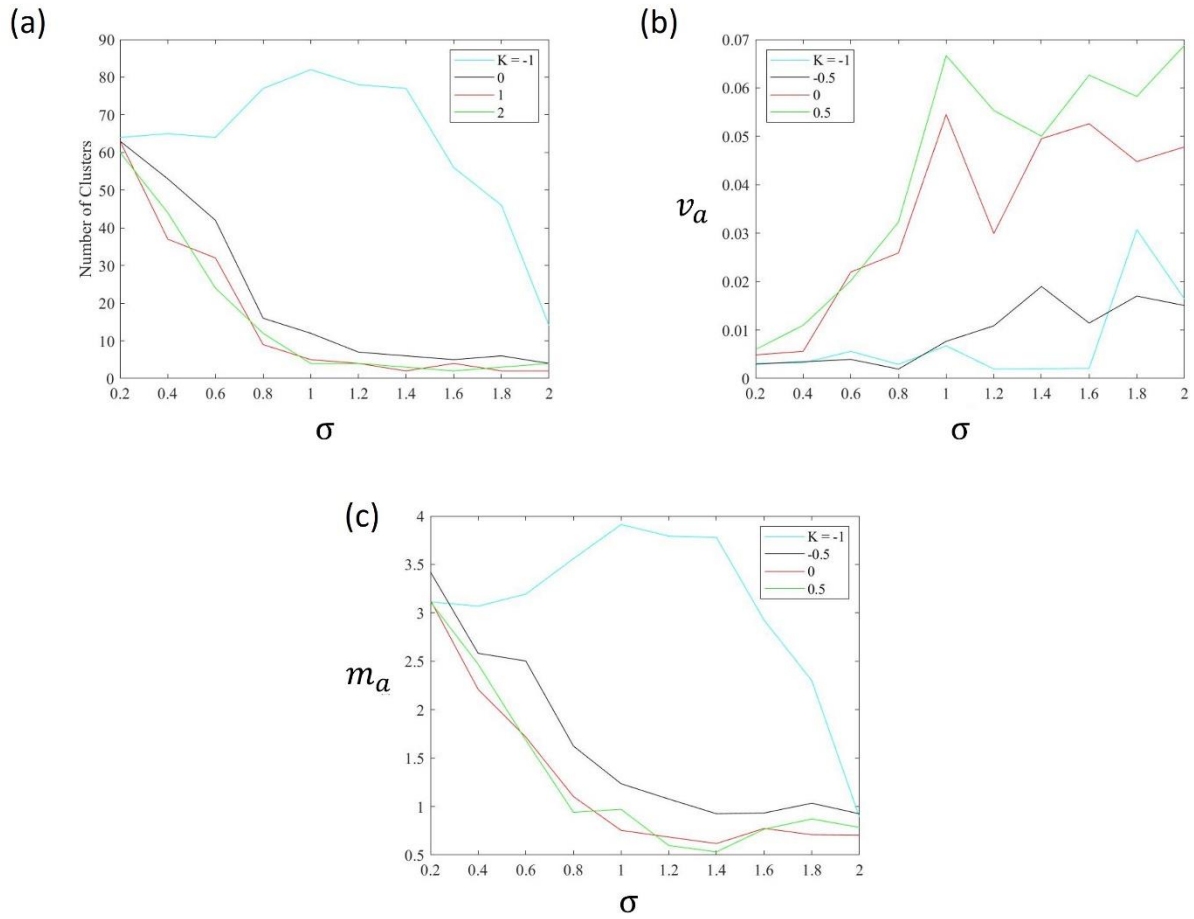 (a)
90
80
70
60
50
40
30
20
10
0
Number of Clusters
K = -1
0
1
2
0.2 0.4 0.6 0.8 1 1.2 1.4 1.6 1.8 2
σ
(b)
0.07
0.06
0.05
0.04
0.03
0.02
0.01
0
v_a
K = -1
-0.5
0
0.5
0.2 0.4 0.6 0.8 1 1.2 1.4 1.6 1.8 2
σ
(c)
4
3.5
3
2.5
2
1.5
1
0.5
m_a
K = -1
-0.5
0
0.5
0.2 0.4 0.6 0.8 1 1.2 1.4 1.6 1.8 2
σ